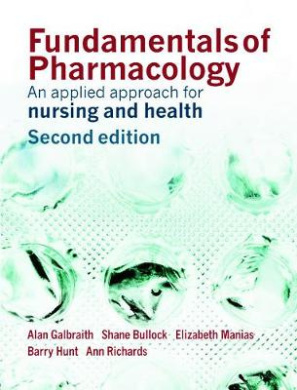 Fundamentals of
Pharmacology
An applied approach for
nursing and health
Second edition
Alan Galbraith Shane Bullock Elizabeth Manias
Barry Hunt Ann Richards